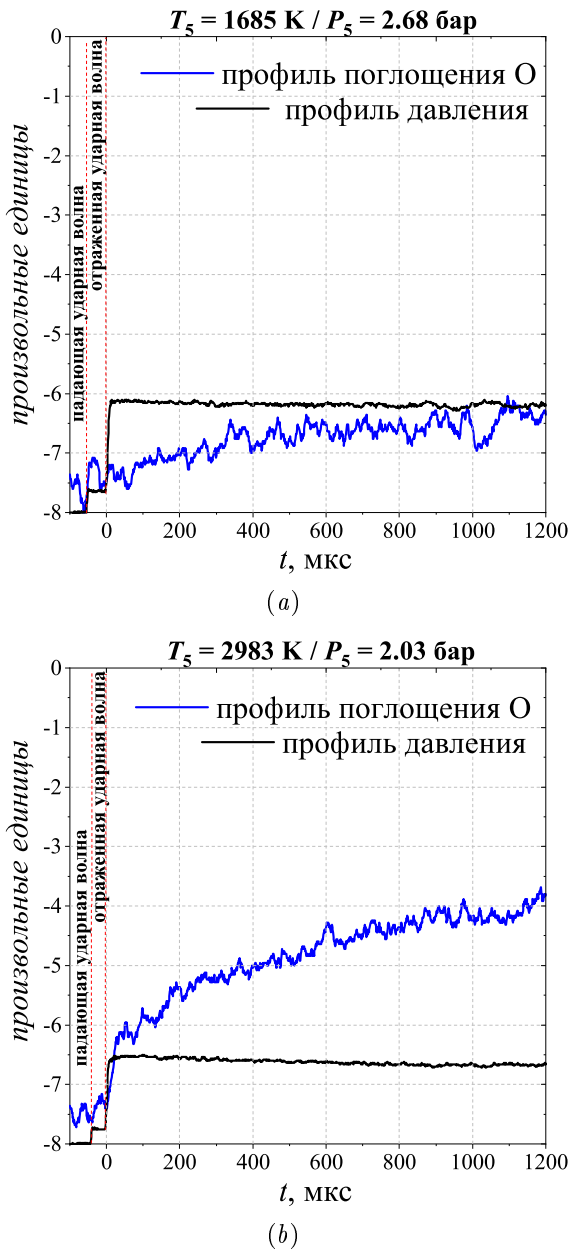 T5 = 1685 K / P5 = 2.68 бар
профиль поглощения О
профиль давления
произвольные единицы
падающая ударная волна
отраженная ударная волна
0
-1
-2
-3
-4
-5
-6
-7
-8
0 200 400 600 800 1000 1200
t, мкс
(a)
T5 = 2983 K / P5 = 2.03 бар
профиль поглощения О
профиль давления
произвольные единицы
падающая ударная волна
отраженная ударная волна
0
-1
-2
-3
-4
-5
-6
-7
-8
0 200 400 600 800 1000 1200
t, мкс
(b)